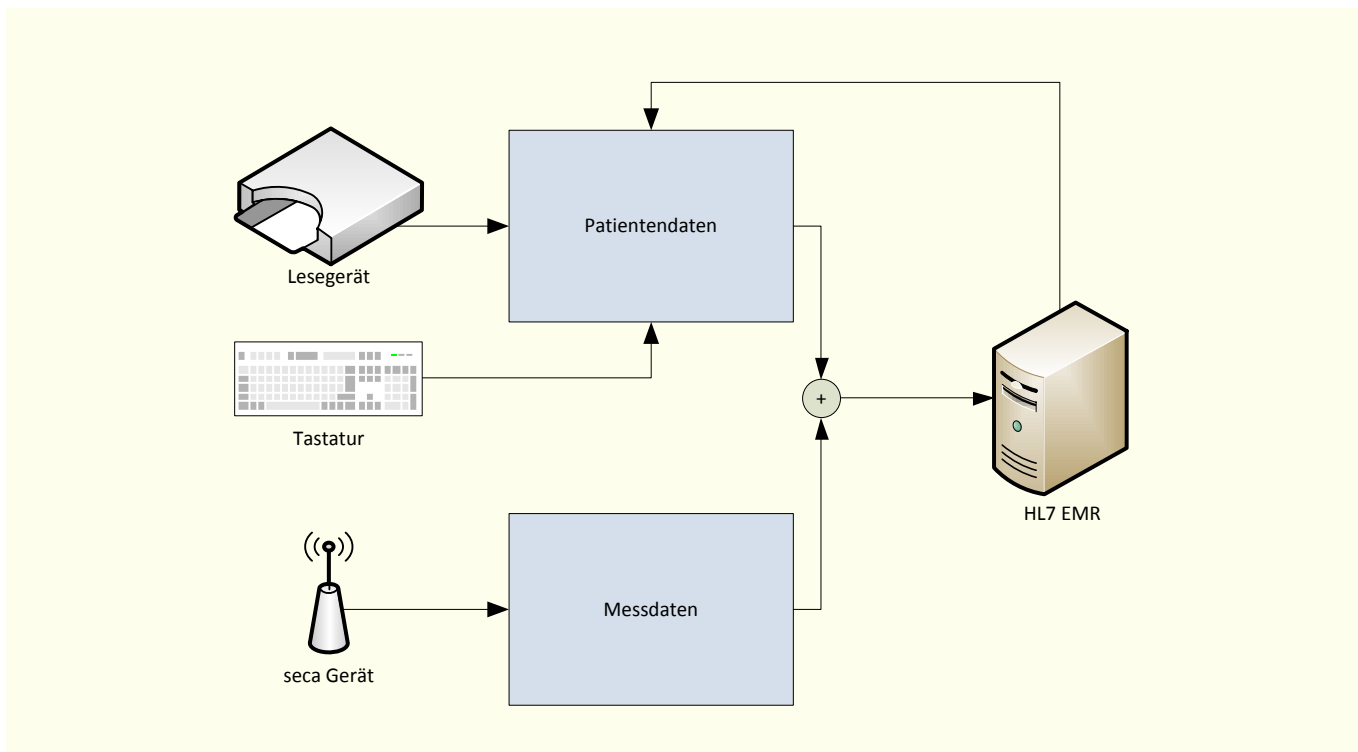 Patientendaten
Lesegerät
Tastatur
+
HL7 EMR
Messdaten
seca Gerät